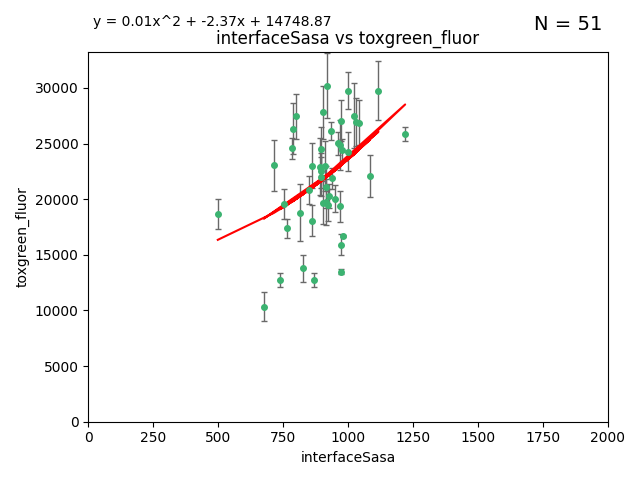 y = 0.01x^2 + -2.37x + 14748.87
N = 51
interfaceSasa vs toxgreen_fluor
30000
25000
20000
15000
10000
5000
0
toxgreen_fluor
0 250 500 750 1000 1250 1500 1750 2000
interfaceSasa